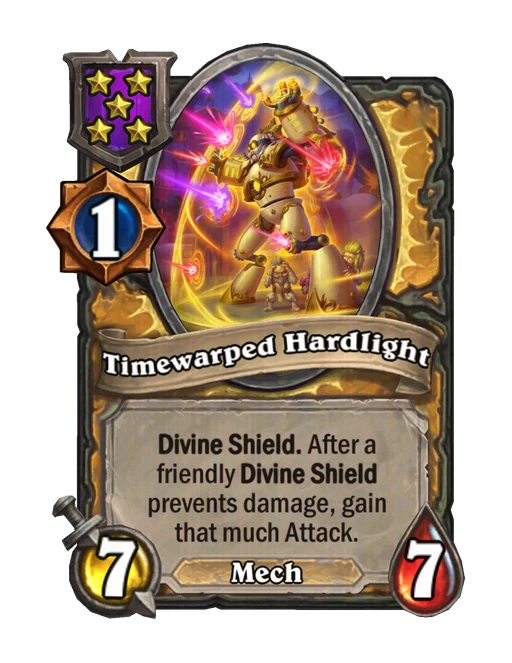 1
Timewarped Hardlight
Divine Shield. After a
friendly Divine Shield
prevents damage, gain
that much Attack.
7
Mech
7